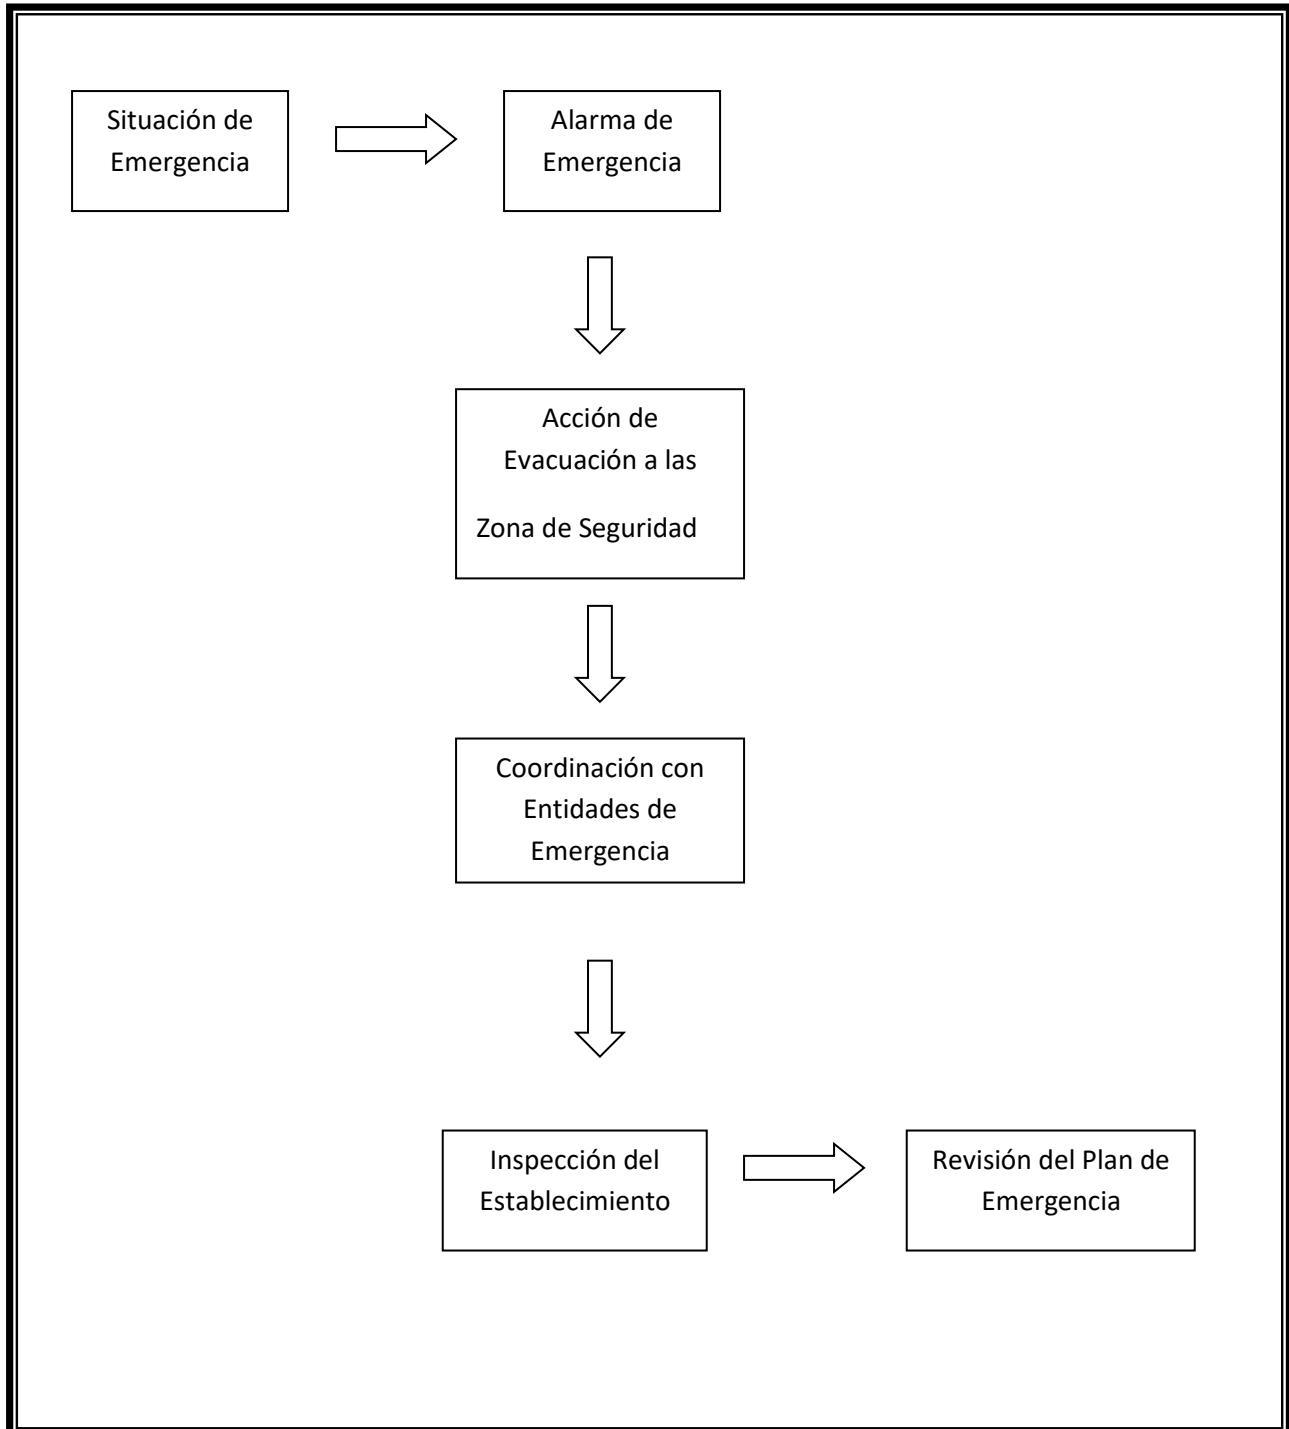 Situación de
Emergencia
Alarma de
Emergencia
Acción de
Evacuación a las
Zona de Seguridad
Coordinación con
Entidades de
Emergencia
Inspección del
Establecimiento
Revisión del Plan de
Emergencia